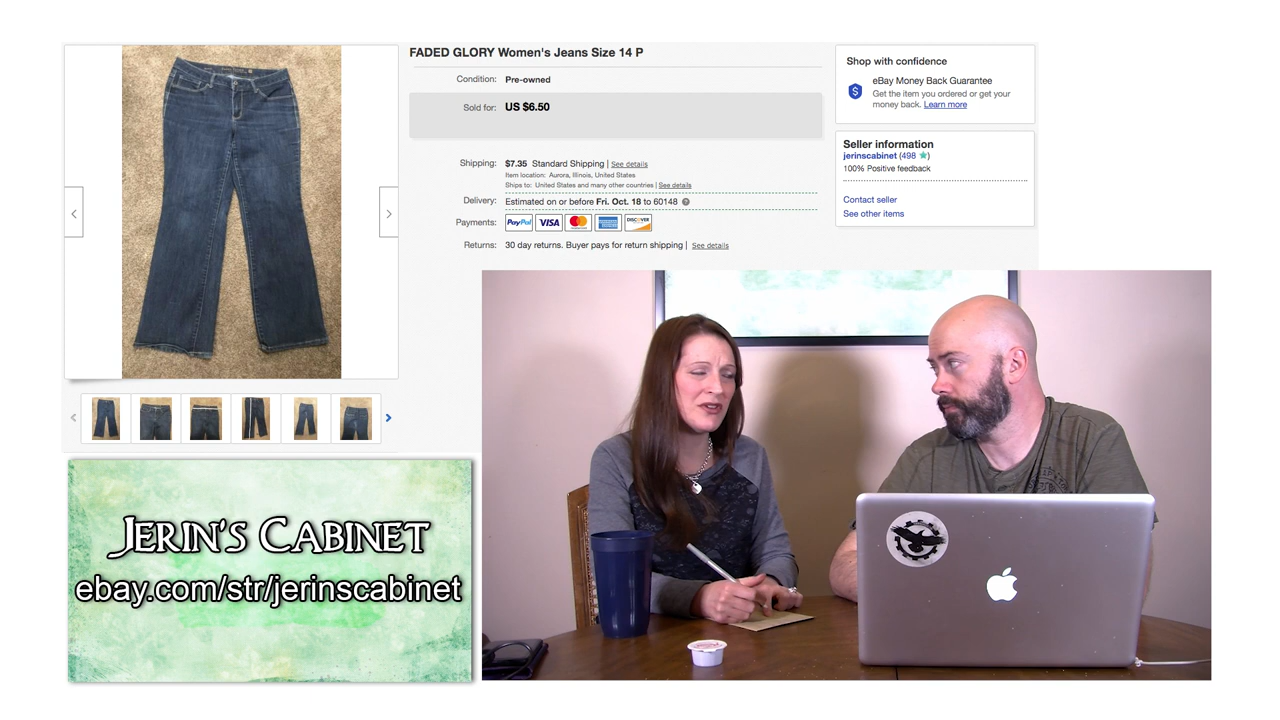 FADED GLORY Women's Jeans Size 14 P
Condition: Pre-owned
Sold for: US $6.50
Shipping: $7.35 Standard Shipping | See details
Item location: Aurora, Illinois, United States
Ships to: United States and many other countries | See details
Delivery: Estimated on or before Fri. Oct. 18 to 60148
Payments: PayPal VISA MasterCard DISCOVER
Returns: 30 day returns. Buyer pays for return shipping | See details
Shop with confidence
eBay Money Back Guarantee
Get the item you ordered or get your
money back. Learn more
Seller information
jerinscabinet (498 ★)
100% Positive feedback
Contact seller
See other items
JERIN'S CABINET
ebay.com/str/jerinscabinet